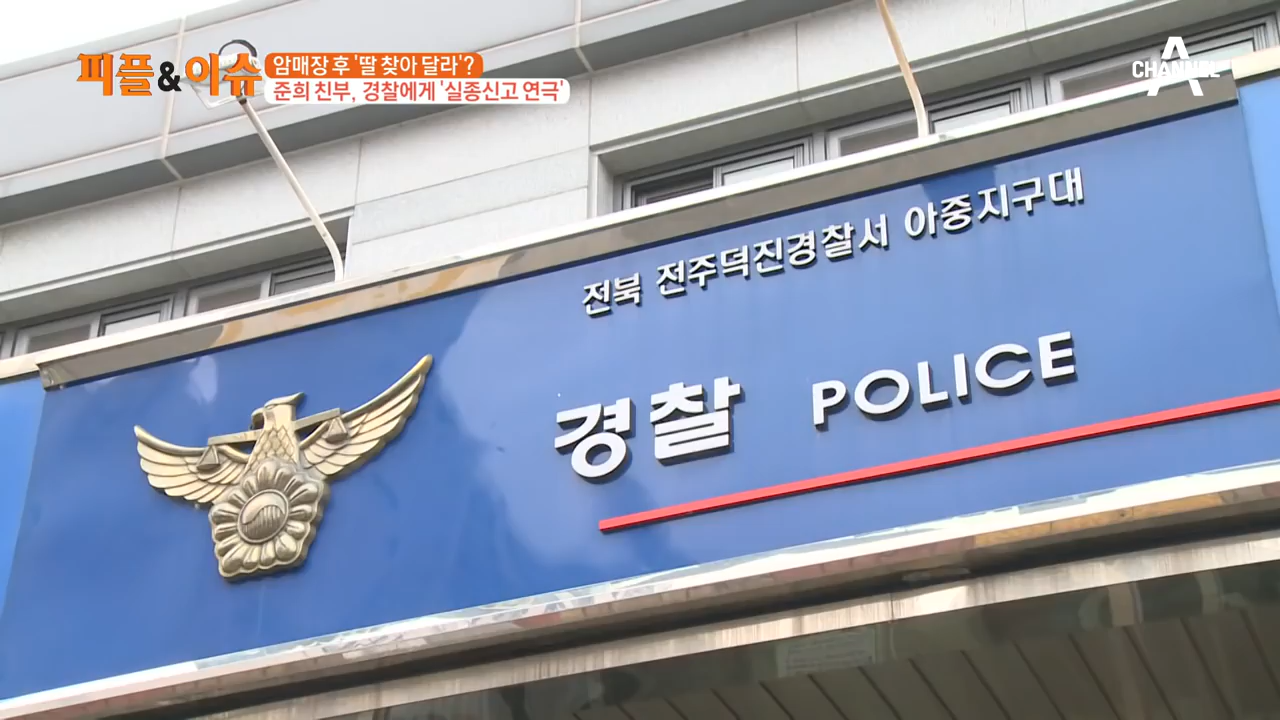 피플&이슈
암매장 후 '딸 찾아 달라'?
준희 친부, 경찰에게 '실종신고 연극'
CHANNEL A
전북 전주덕진경찰서 아중지구대
경찰 POLICE